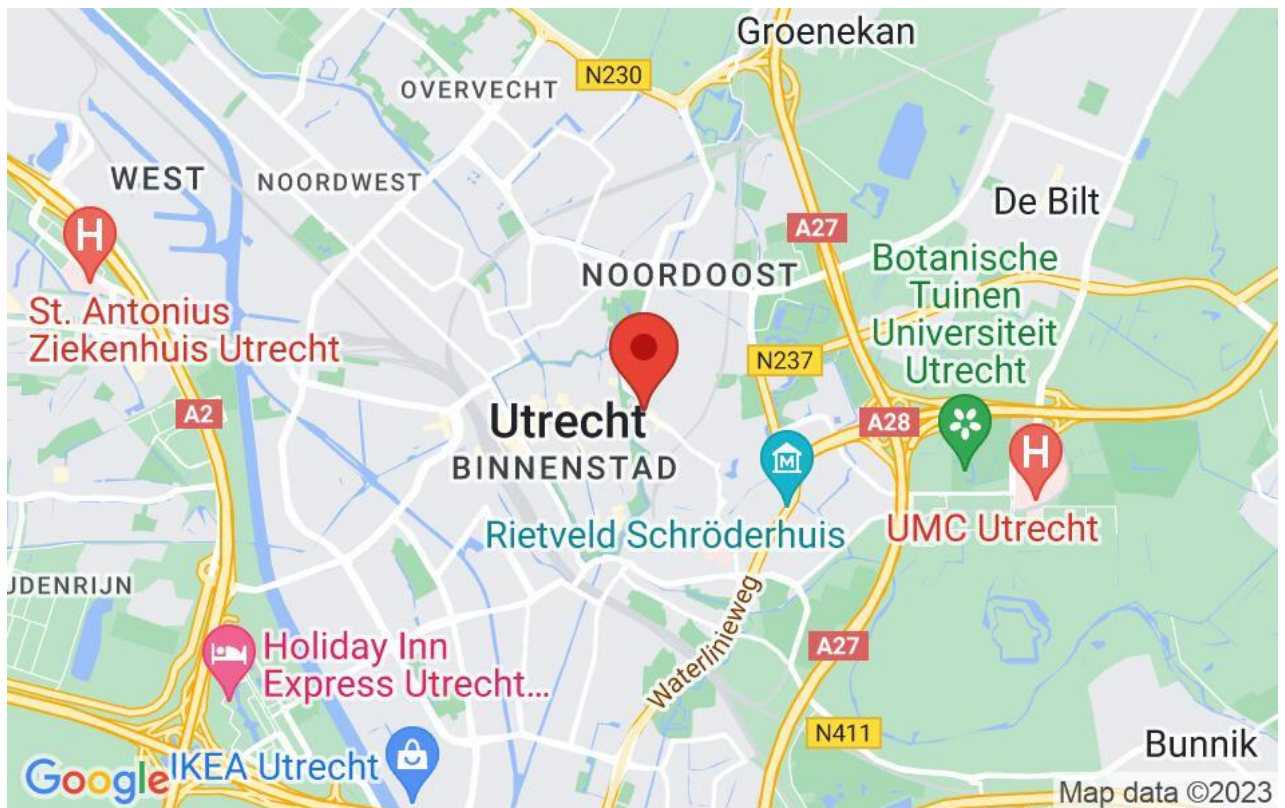 Groenekan
N230
OVERVECHT
WEST
NOORDWEST
De Bilt
H
A27
NOORDOOST
Botanische
Tuinen
Universiteit
Utrecht
St. Antonius
Ziekenhuis Utrecht
N237
A2
Utrecht
A28
BINNENSTAD
H
M
Rietveld Schröderhuis
UMC Utrecht
UDENRIJN
Waterlinieweg
Holiday Inn
Express Utrecht...
A27
N411
Bunnik
IKEA Utrecht
Google
Map data ©2023